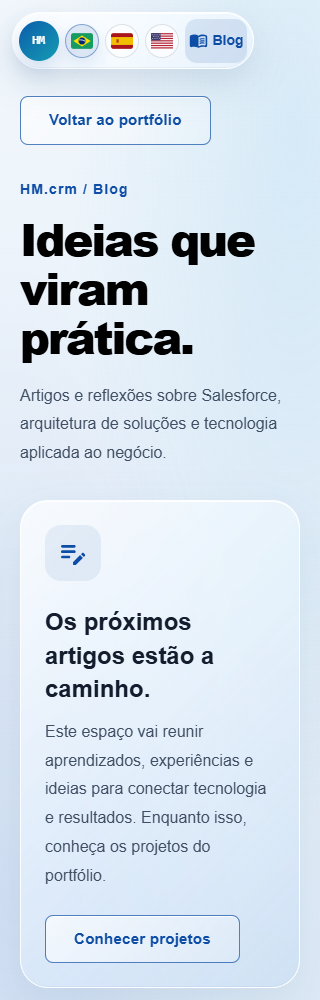 HM
Blog
Voltar ao portfólio
HM.crm / Blog
Ideias que
viram
prática.
Artigos e reflexões sobre Salesforce,
arquitetura de soluções e tecnologia
aplicada ao negócio.
Os próximos
artigos estão a
caminho.
Este espaço vai reunir
aprendizados, experiências e
ideias para conectar tecnologia
e resultados. Enquanto isso,
conheça os projetos do
portfólio.
Conhecer projetos